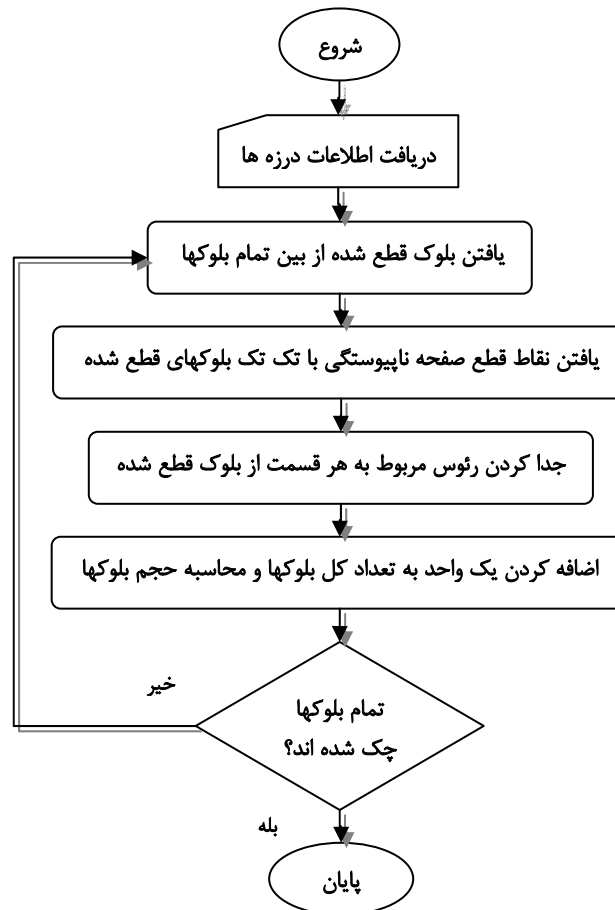 شروع
دریافت اطلاعات درزه ها
یافتن بلوک قطع شده از بین تمام بلوکها
یافتن نقاط قطع صفحه ناپیوستگی با تک تک بلوکهای قطع شده
جدا کردن رئوس مربوط به هر قسمت از بلوک قطع شده
اضافه کردن یک واحد به تعداد کل بلوکها و محاسبه حجم بلوکها
خیر
تمام بلوکها
چک شده اند؟
بله
پایان